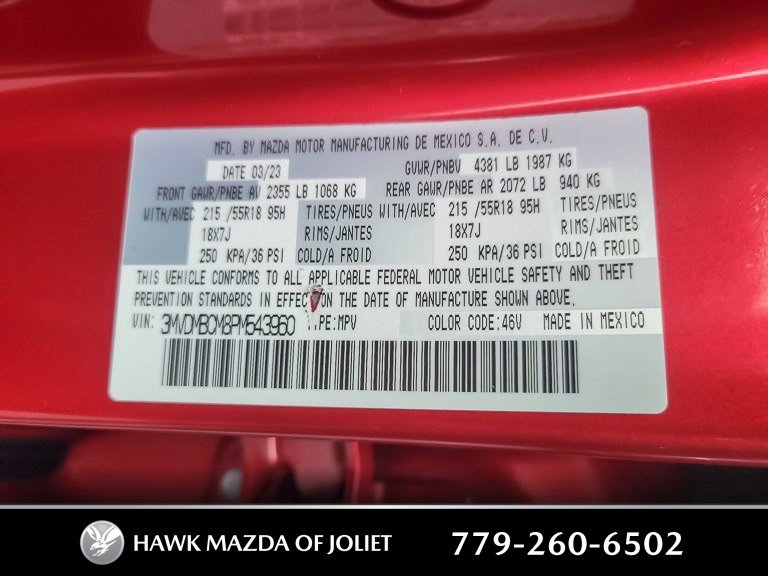 MFD. BY MAZDA MOTOR MANUFACTURING DE MEXICO S.A. DE C.V.
DATE 03/23 GVWR/PNBV 4381 LB 1987 KG
FRONT GAWR/PNBE AV 2355 LB 1068 KG REAR GAWR/PNBE AR 2072 LB 940 KG
WITH/AVEC 215 /55R18 95H TIRES/PNEUS WITH/AVEC 215 /55R18 95H TIRES/PNEUS
18X7J RIMS/JANTES 18X7J RIMS/JANTES
250 KPA/36 PSI COLD/A FROID 250 KPA/36 PSI COLD/A FROID
THIS VEHICLE CONFORMS TO ALL APPLICABLE FEDERAL MOTOR VEHICLE SAFETY AND THEFT
PREVENTION STANDARDS IN EFFECT ON THE DATE OF MANUFACTURE SHOWN ABOVE.
VIN: 3MVDMBCM8PM543960 TYPE:MPV COLOR CODE:46V MADE IN MEXICO
HAWK MAZDA OF JOLIET 779-260-6502